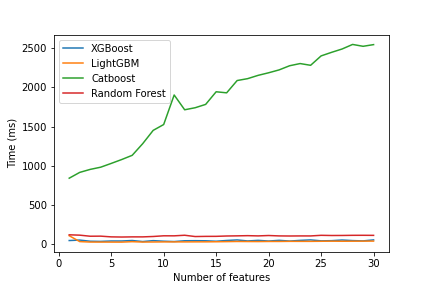 XGBoost
LightGBM
Catboost
Random Forest
Time (ms)
2500
2000
1500
1000
500
0
0 5 10 15 20 25 30
Number of features